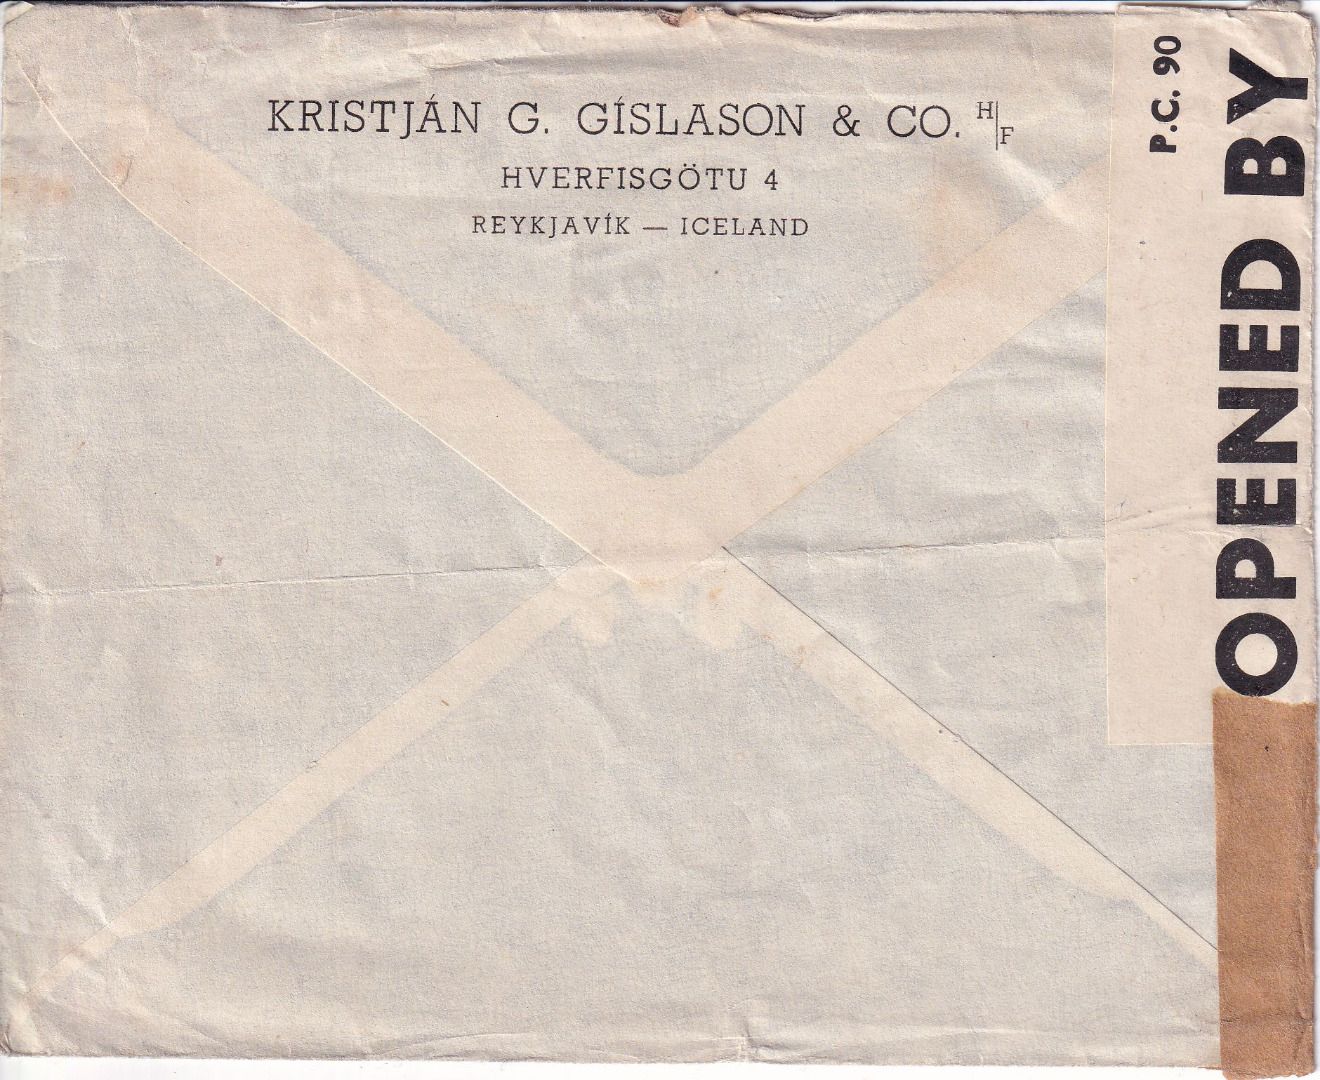 KRISTJÁN G. GÍSLASON & CO. H/F
HVERFISGÖTU 4
REYKJAVÍK — ICELAND
P.C. 90
OPENED BY